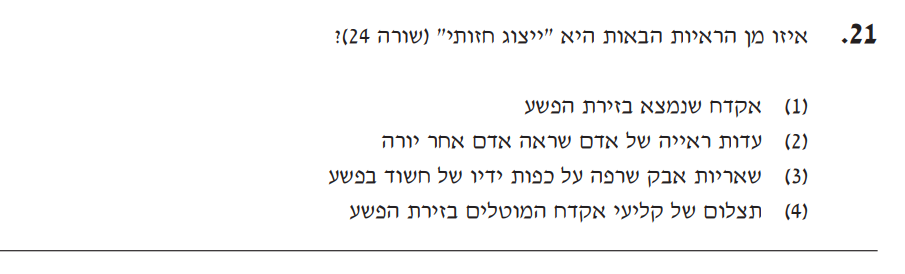 21. איזו מן הראיות הבאות היא "ייצוג חזותי" (שורה 24)?
(1) אקדח שנמצא בזירת הפשע
(2) עדות ראייה של אדם שראה אדם אחר יורה
(3) שאריות אבק שרפה על כפות ידיו של חשוד בפשע
(4) תצלום של קליעי אקדח המוטלים בזירת הפשע